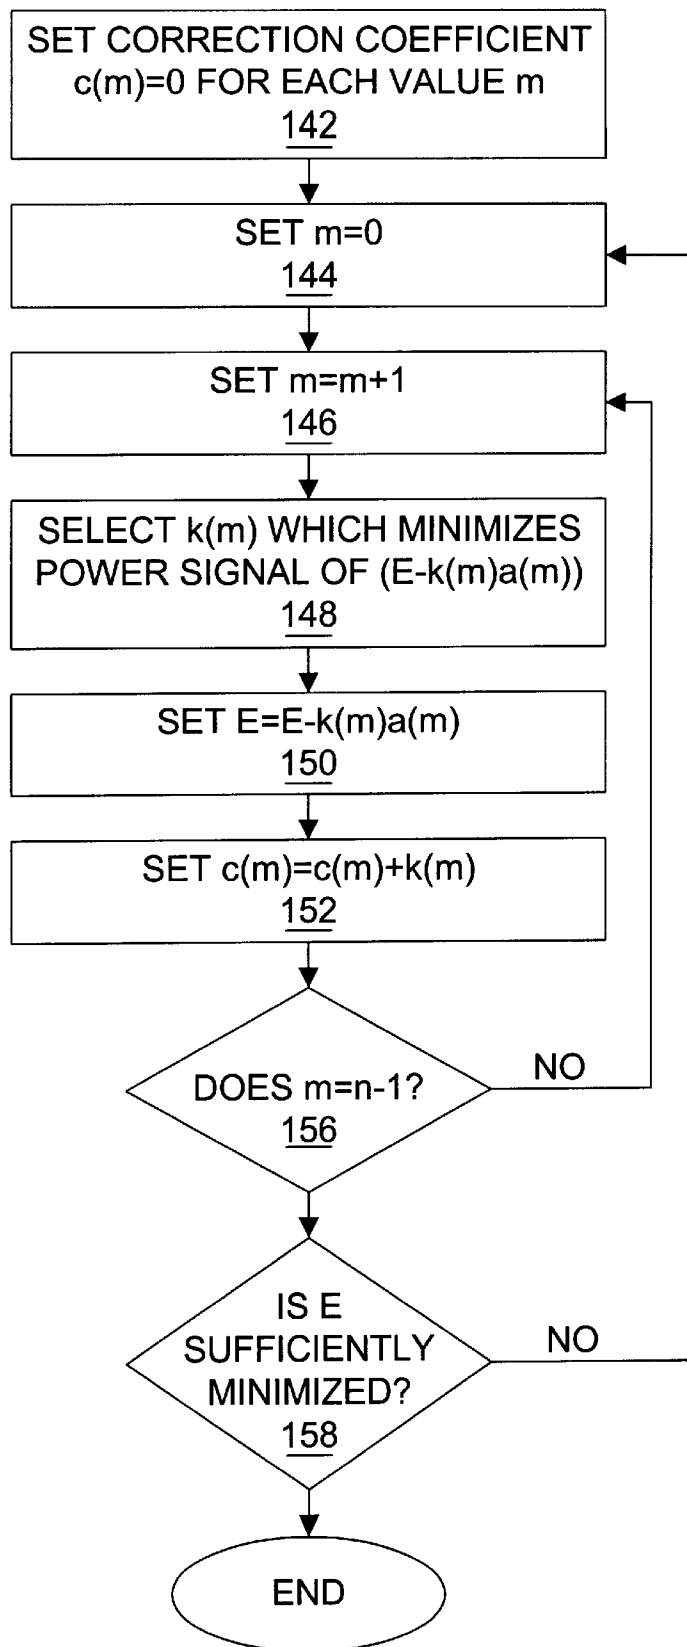 SET CORRECTION COEFFICIENT
c(m)=0 FOR EACH VALUE m
142
SET m=0
144
SET m=m+1
146
SELECT k(m) WHICH MINIMIZES
POWER SIGNAL OF (E-k(m)a(m))
148
SET E=E-k(m)a(m)
150
SET c(m)=c(m)+k(m)
152
DOES m=n-1?
156
NO
IS E
SUFFICIENTLY
MINIMIZED?
158
NO
END